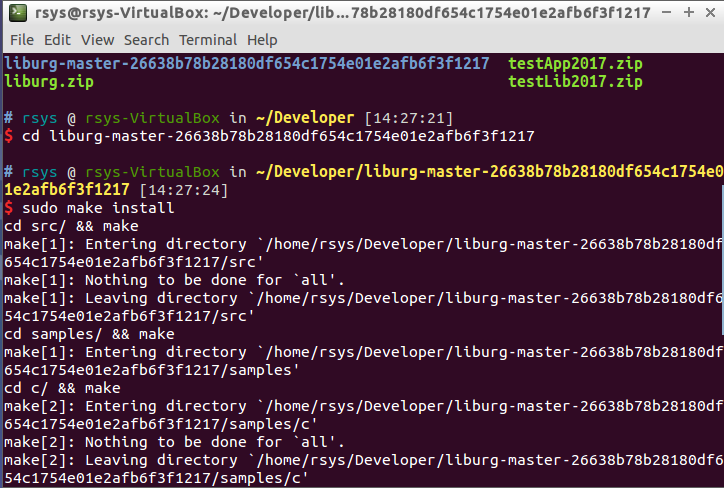 rsys@rsys-VirtualBox: ~/Developer/lib...78b28180df654c1754e01e2afb6f3f1217
File Edit View Search Terminal Help
liburg-master-26638b78b28180df654c1754e01e2afb6f3f1217 testApp2017.zip
liburg.zip testLib2017.zip
# rsys @ rsys-VirtualBox in ~/Developer [14:27:21]
$ cd liburg-master-26638b78b28180df654c1754e01e2afb6f3f1217
# rsys @ rsys-VirtualBox in ~/Developer/liburg-master-26638b78b28180df654c1754e0
1e2afb6f3f1217 [14:27:24]
$ sudo make install
cd src/ && make
make[1]: Entering directory `/home/rsys/Developer/liburg-master-26638b78b28180df
654c1754e01e2afb6f3f1217/src'
make[1]: Nothing to be done for `all'.
make[1]: Leaving directory `/home/rsys/Developer/liburg-master-26638b78b28180df6
54c1754e01e2afb6f3f1217/src'
cd samples/ && make
make[1]: Entering directory `/home/rsys/Developer/liburg-master-26638b78b28180df
654c1754e01e2afb6f3f1217/samples'
cd c/ && make
make[2]: Entering directory `/home/rsys/Developer/liburg-master-26638b78b28180df
654c1754e01e2afb6f3f1217/samples/c'
make[2]: Nothing to be done for `all'.
make[2]: Leaving directory `/home/rsys/Developer/liburg-master-26638b78b28180df6
54c1754e01e2afb6f3f1217/samples/c'